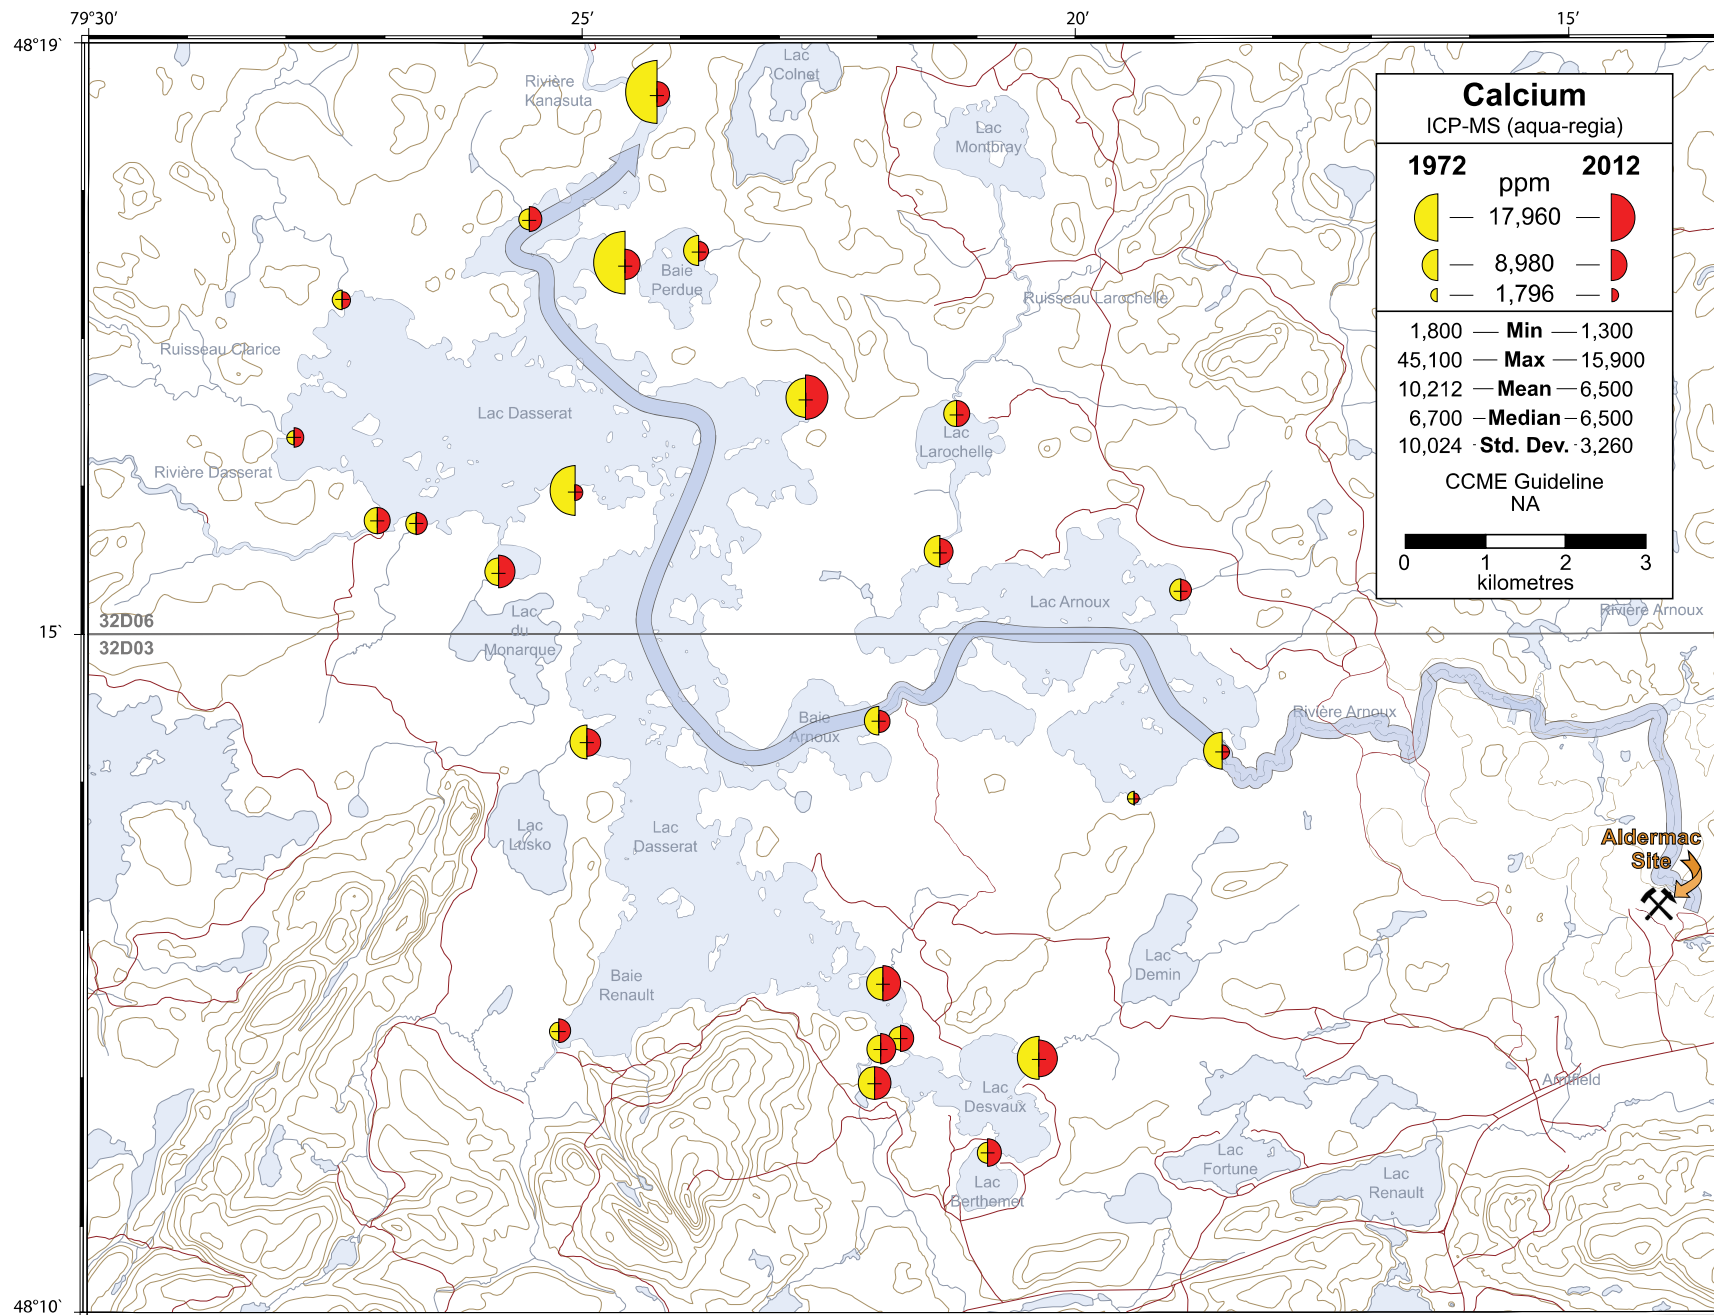 79°30′
25′
20′
15′
48°19`
Lac
Colnet
Rivière
Kanasuta
Lac
Montbray
Calcium
ICP-MS (aqua-regia)
1972
2012
ppm
17,960
8,980
1,796
1,800 — Min — 1,300
45,100 — Max — 15,900
10,212 — Mean — 6,500
6,700 — Median — 6,500
10,024 - Std. Dev. - 3,260
CCME Guideline
NA
0 1 2 3
kilometres
Baie
Perdue
Ruisseau Larochelle
Ruisseau Clarice
Lac Dasserat
Lac
Larochelle
Rivière Dasserat
Lac Arnoux
Rivière Arnoux
32D06
15`
32D03
Lac
du
Monarque
Baie
Arnoux
Rivière Arnoux
Lac
Lusko
Lac
Dasserat
Aldermac
Site
Lac
Demin
Baie
Renault
Arntfield
Lac
Desvaux
Lac
Fortune
Lac
Renault
Lac
Berthemet
48°10`